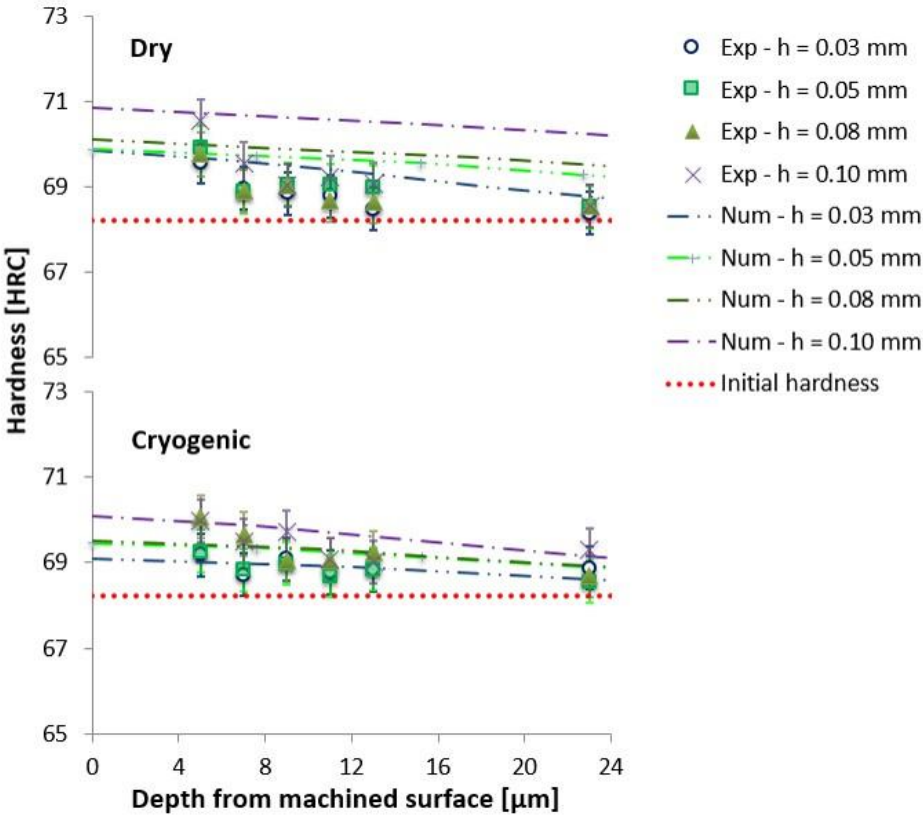 73
Dry
71
69
67
65
Hardness [HRC]
73
Cryogenic
71
69
67
65
0 4 8 12 16 20 24
Depth from machined surface [µm]
Exp - h = 0.03 mm
Exp - h = 0.05 mm
Exp - h = 0.08 mm
Exp - h = 0.10 mm
Num - h = 0.03 mm
Num - h = 0.05 mm
Num - h = 0.08 mm
Num - h = 0.10 mm
Initial hardness